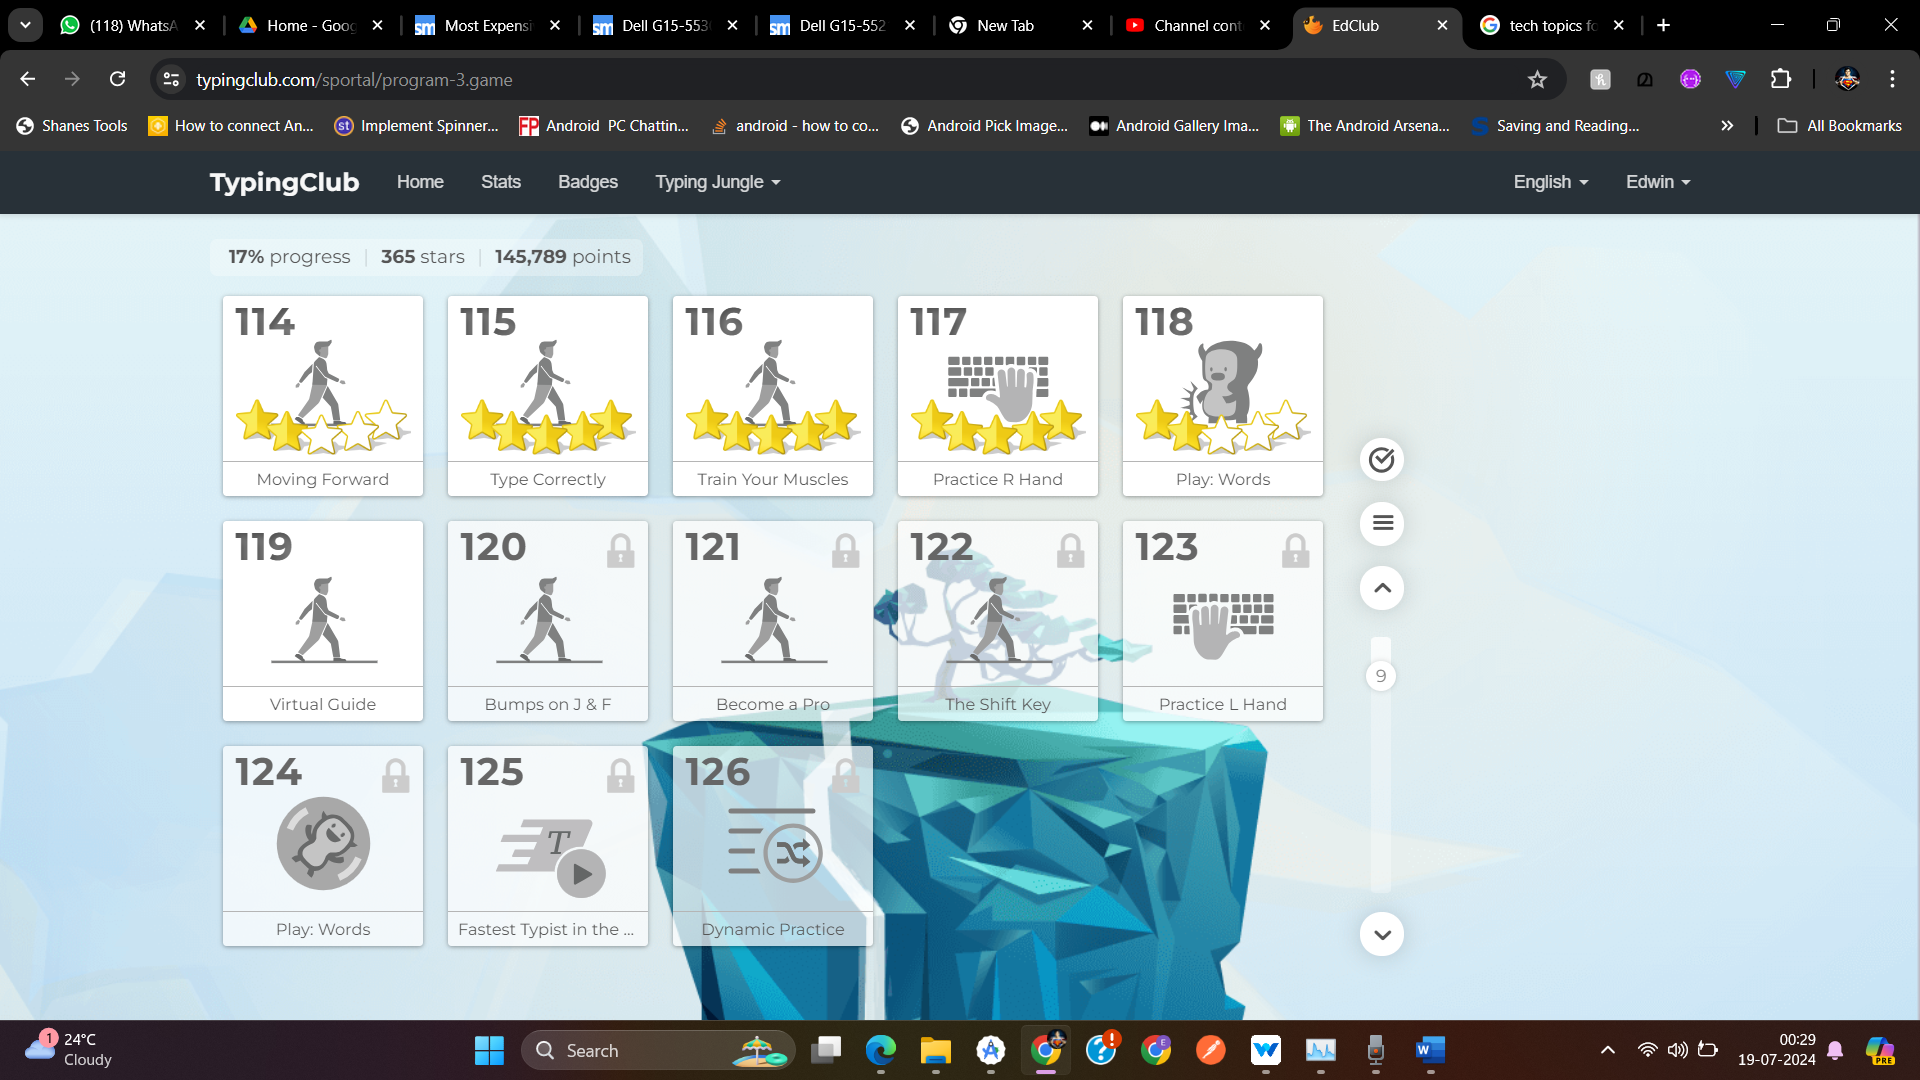 (118) WhatsA
Home - Goog
Most Expensi
Dell G15-553
Dell G15-552
New Tab
Channel cont
EdClub
tech topics fo
typingclub.com/sportal/program-3.game
Shanes Tools
How to connect An...
Implement Spinner...
Android PC Chattin...
android - how to co...
Android Pick Image...
Android Gallery Ima...
The Android Arsena...
Saving and Reading...
All Bookmarks
TypingClub
Home
Stats
Badges
Typing Jungle
English
Edwin
17% progress
365 stars
145,789 points
114
115
116
117
118
Moving Forward
Type Correctly
Train Your Muscles
Practice R Hand
Play: Words
119
120
121
122
123
Virtual Guide
Bumps on J & F
Become a Pro
The Shift Key
Practice L Hand
9
124
125
126
T
Play: Words
Fastest Typist in the ...
Dynamic Practice
1
24°C
Cloudy
Search
00:29
19-07-2024
PRE